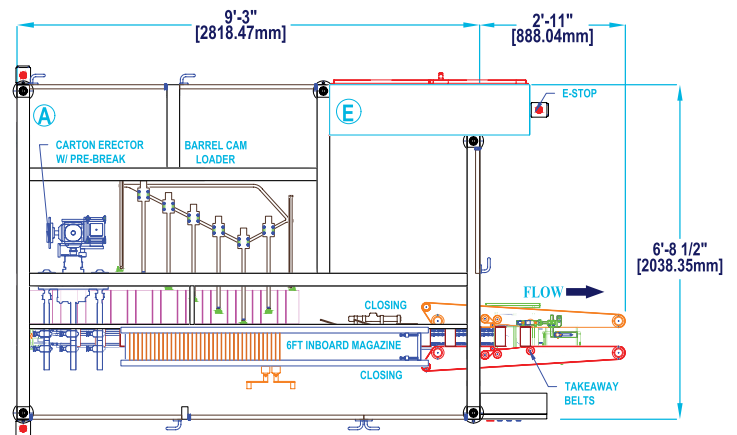 9'-3"
[2818.47mm]
2'-11"
[888.04mm]
A
E
E-STOP
CARTON ERECTOR
W/ PRE-BREAK
BARREL CAM
LOADER
6'-8 1/2"
[2038.35mm]
FLOW
CLOSING
6FT INBOARD MAGAZINE
CLOSING
TAKEAWAY
BELTS